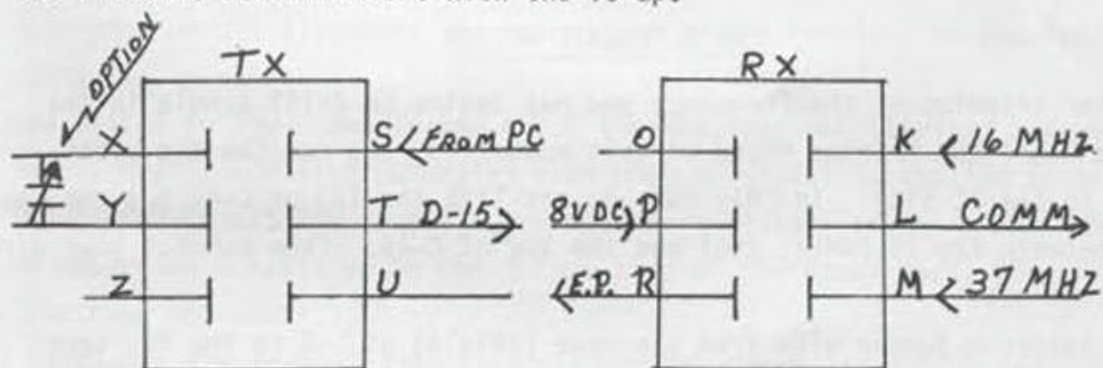 OPTION
TX
RX
X
S FROM PC
O
K 16 MHZ
Y
T D-15
8VDC P
L COMM
Z
U
E.P. R
M 37 MHZ